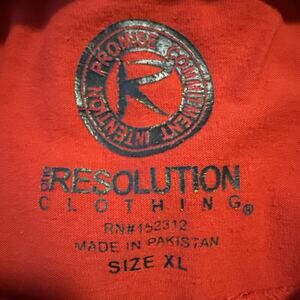 PROMISE COMMITMENT INTENTION
R
RESOLUTION
CLOTHING®
RN#152312
MADE IN PAKISTAN
SIZE XL